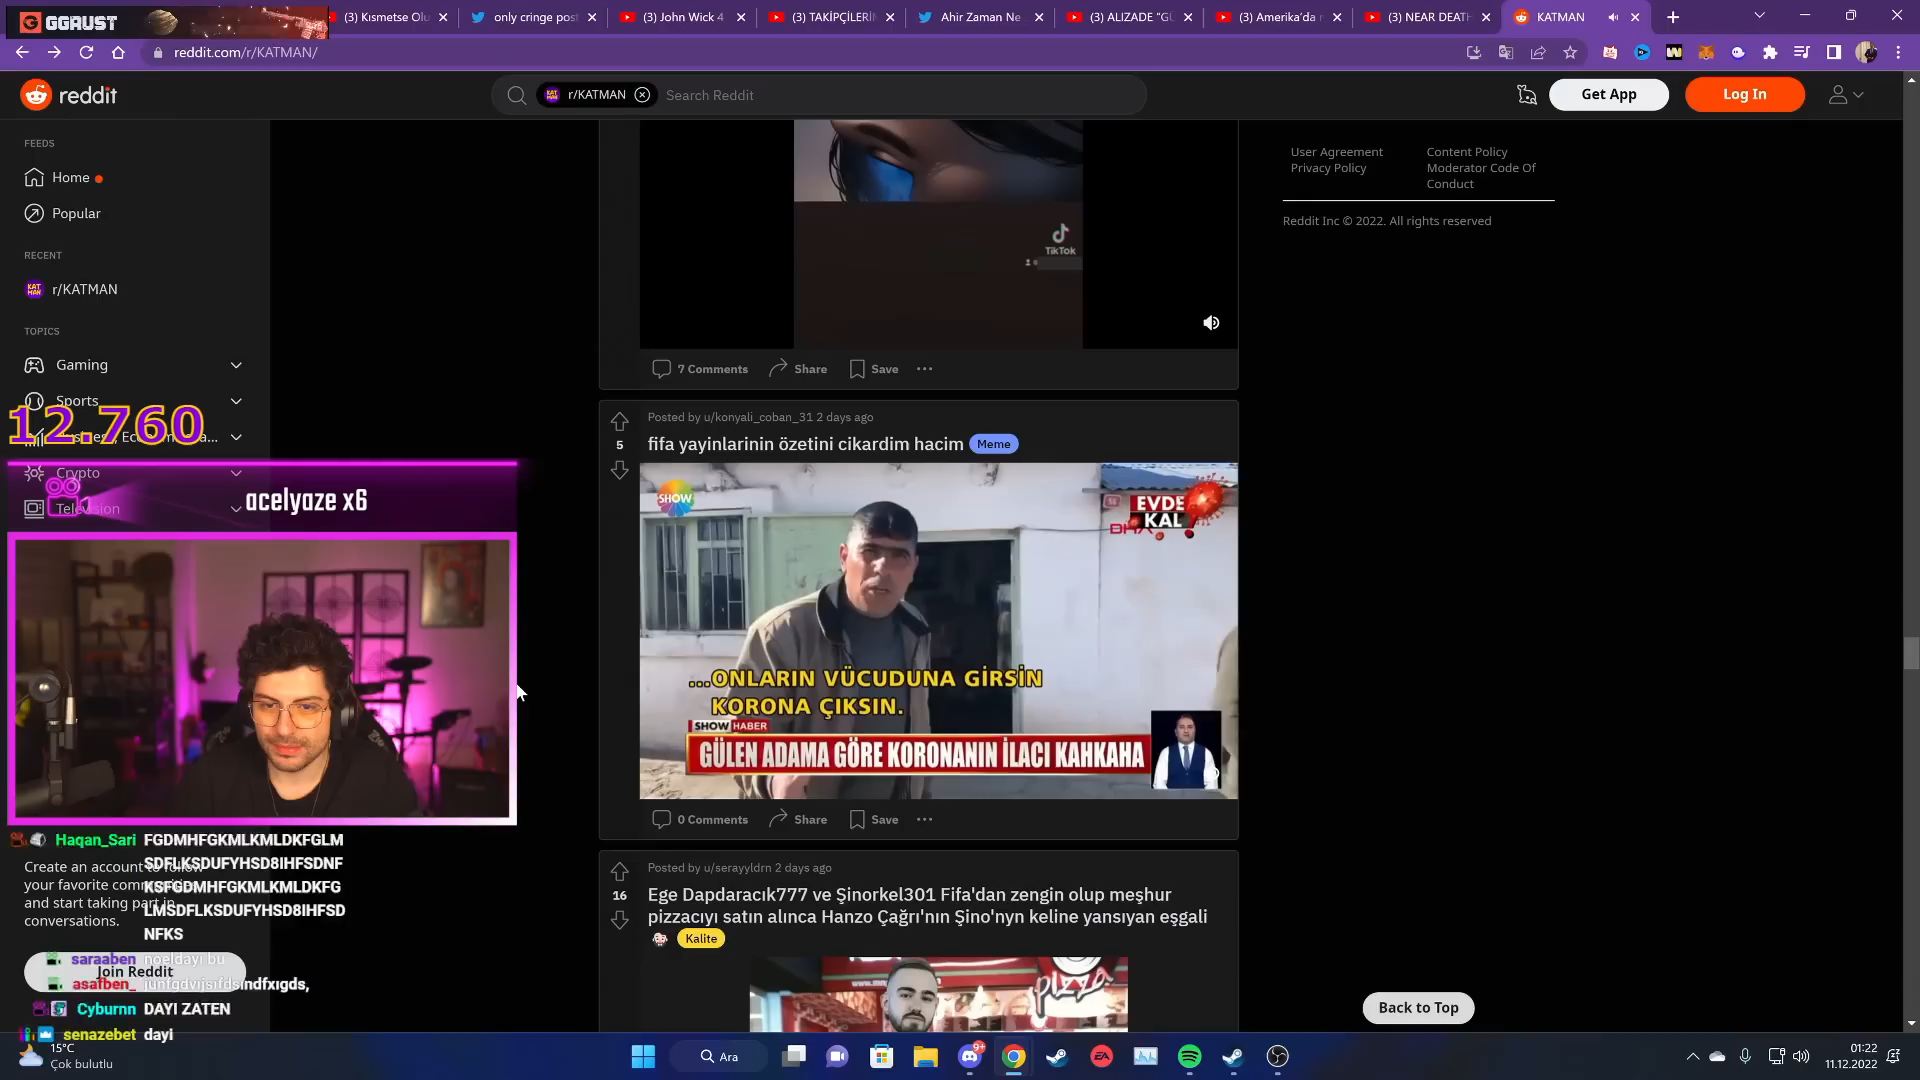 GGRUST
(3) Kısmetse Olu
only cringe pos
(3) John Wick 4
(3) TAKİPÇİLERİN
Ahir Zaman Ne
(3) ALIZADE "GÜ
(3) Amerika'da
(3) NEAR DEATH
KATMAN
reddit.com/r/KATMAN/
reddit
r/KATMAN
Search Reddit
Get App
Log In
FEEDS
Home
Popular
RECENT
r/KATMAN
TOPICS
Gaming
Sports
12.760
Crypto
Television
acelyaze x6
TikTok
7 Comments
Share
Save
Posted by u/konyali_coban_31 2 days ago
5
fifa yayinlarinin özetini cikardim hacim
Meme
SHOW
EVDE
KAL
...ONLARIN VÜCUDUNA GİRSİN
KORONA ÇIKSIN.
SHOW HABER
GÜLEN ADAMA GÖRE KORONANIN İLACI KAHKAHA
0 Comments
Share
Save
Posted by u/serayyldrn 2 days ago
16
Ege Dapdaracık777 ve Şinorkel301 Fifa'dan zengin olup meşhur
pizzacıyı satın alınca Hanzo Çağrı'nın Şino'nyn keline yansıyan eşgali
Kalite
User Agreement
Privacy Policy
Content Policy
Moderator Code Of
Conduct
Reddit Inc © 2022. All rights reserved
Back to Top
Haqan_Sari FGDMHFGKMLKMLDKFGLM
SDFLKSDUFYHSD8IHFSDNF
KSFGDMHFGKMLKMLDKFG
LMSDFLKSDUFYHSD8IHFSD
NFKS
Create an account to follow
your favorite
and start taking part in
conversations.
saraaben noeldayı bu
Join Reddit
asafben_
Cyburnn DAYI ZATEN
senazebet dayi
15°C
Çok bulutlu
Ara
9+
01:22
11.12.2022